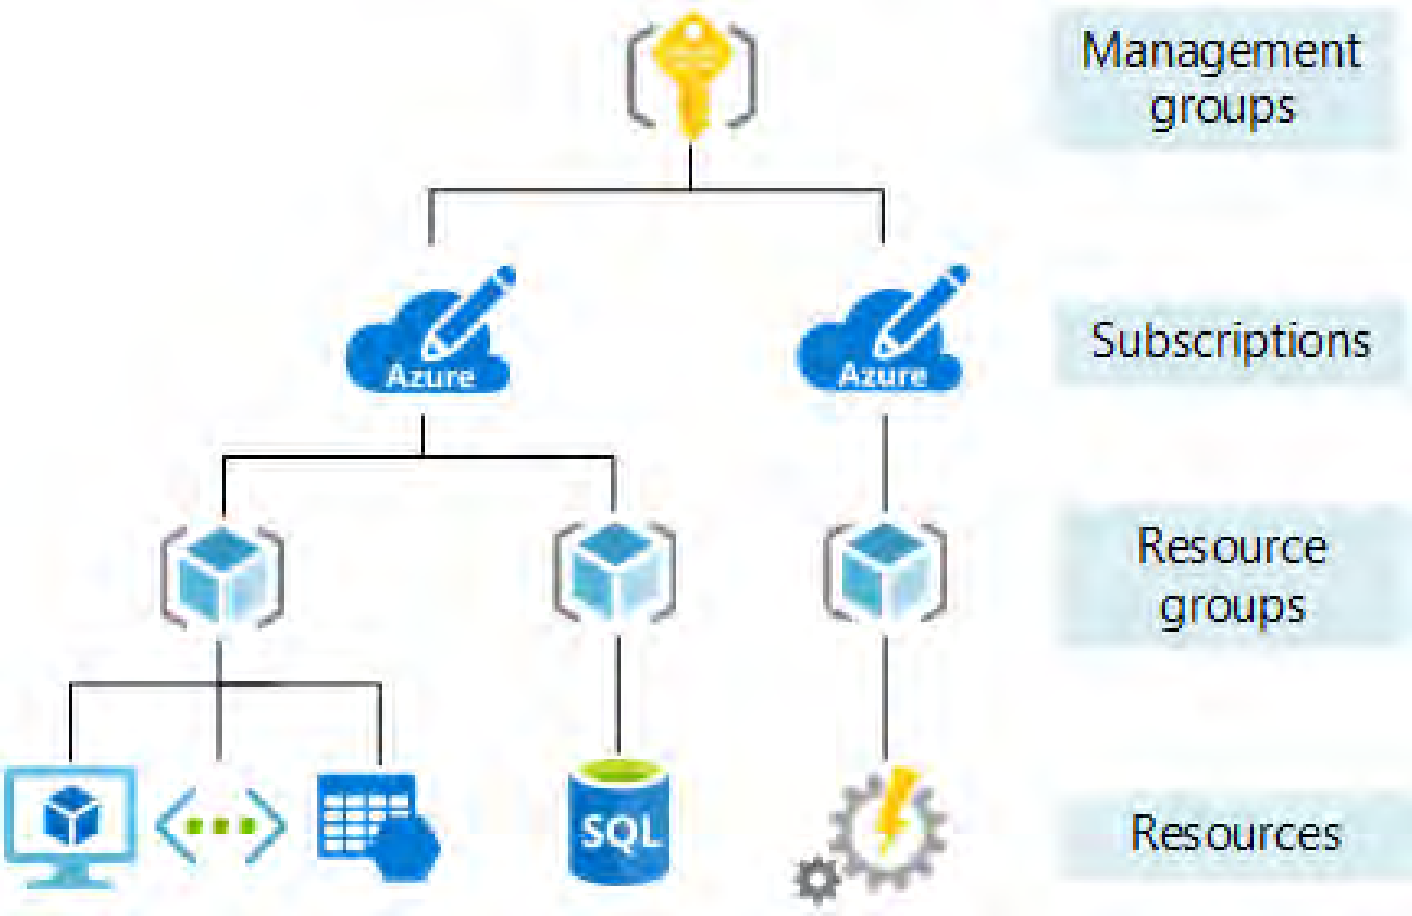 Management
groups
Azure
Azure
Subscriptions
Resource
groups
SQL
Resources